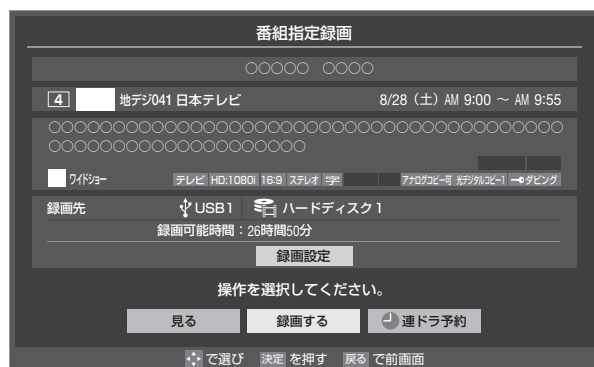 番組指定録画
○○○○○ ○○○○
4 地デジ041 日本テレビ 8/28（土）AM 9:00 ～ AM 9:55
○○○○○○○○○○○○○○○○○○○○○○○○○○○○○○○○○○○○○○○○
○○○○○○○○○○○○○○○○○○○○
ワイドショー テレビ HD:1080i 16:9 ステレオ 字 アナログコピー可 光デジタルコピー1 ダビング
録画先 USB1 ハードディスク1
録画可能時間：26時間50分
録画設定
操作を選択してください。
見る 録画する 連ドラ予約
で選び 決定 を押す 戻る で前画面